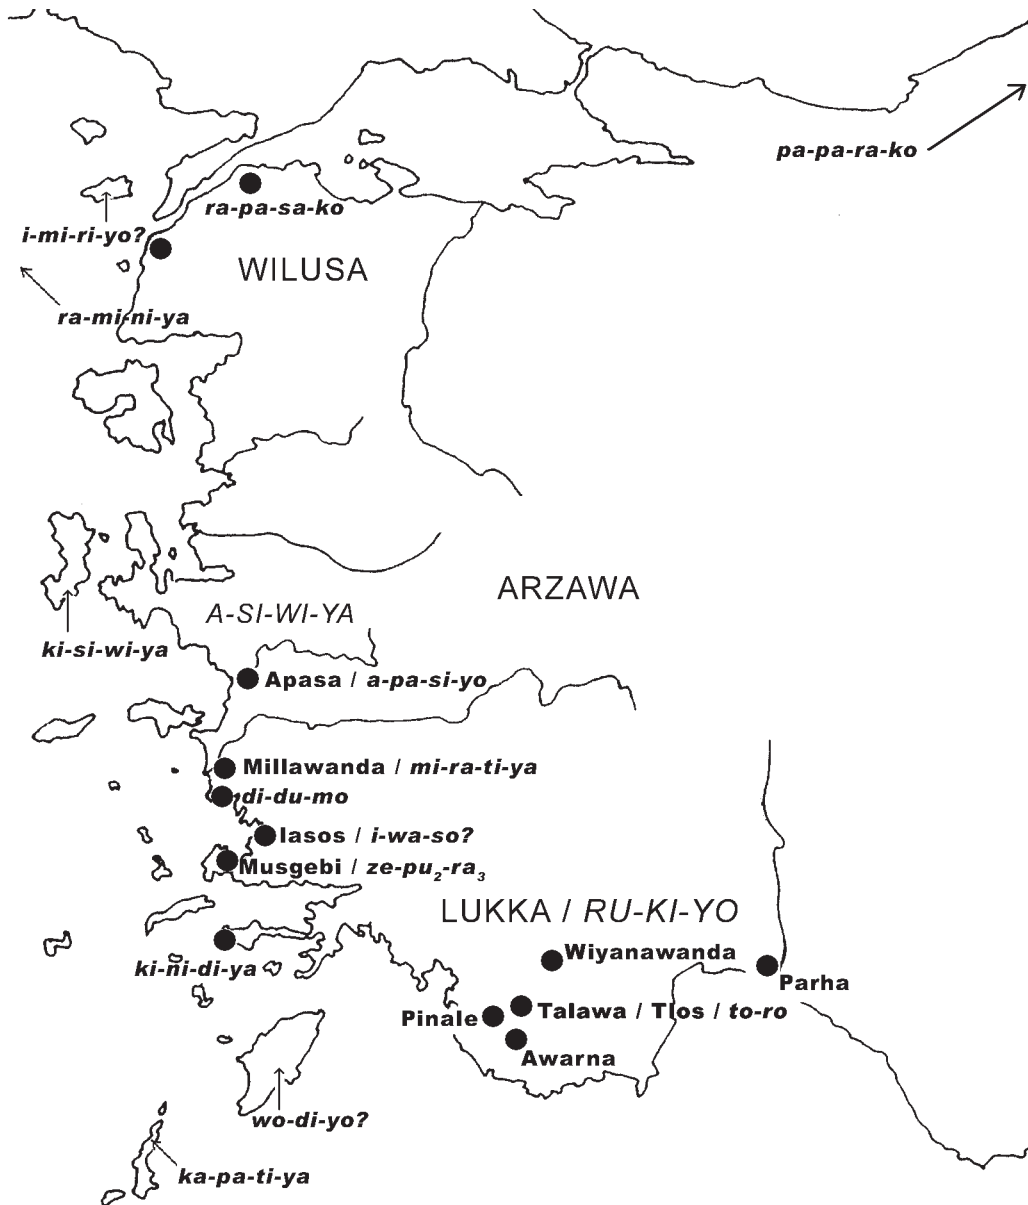 pa-pa-ra-ko
ra-pa-sa-ko
i-mi-ri-yo?
WILUSA
ra-mi-ni-ya
ARZAWA
A-SI-WI-YA
ki-si-wi-ya
Apasa / a-pa-si-yo
Millawanda / mi-ra-ti-ya
di-du-mo
Iasos / i-wa-so?
Musgebi / ze-pu₂-ra₃
LUKKA / RU-KI-YO
Wiyanawanda
ki-ni-di-ya
Parha
Talawa / Tlos / to-ro
Pinale
Awarna
wo-di-yo?
ka-pa-ti-ya